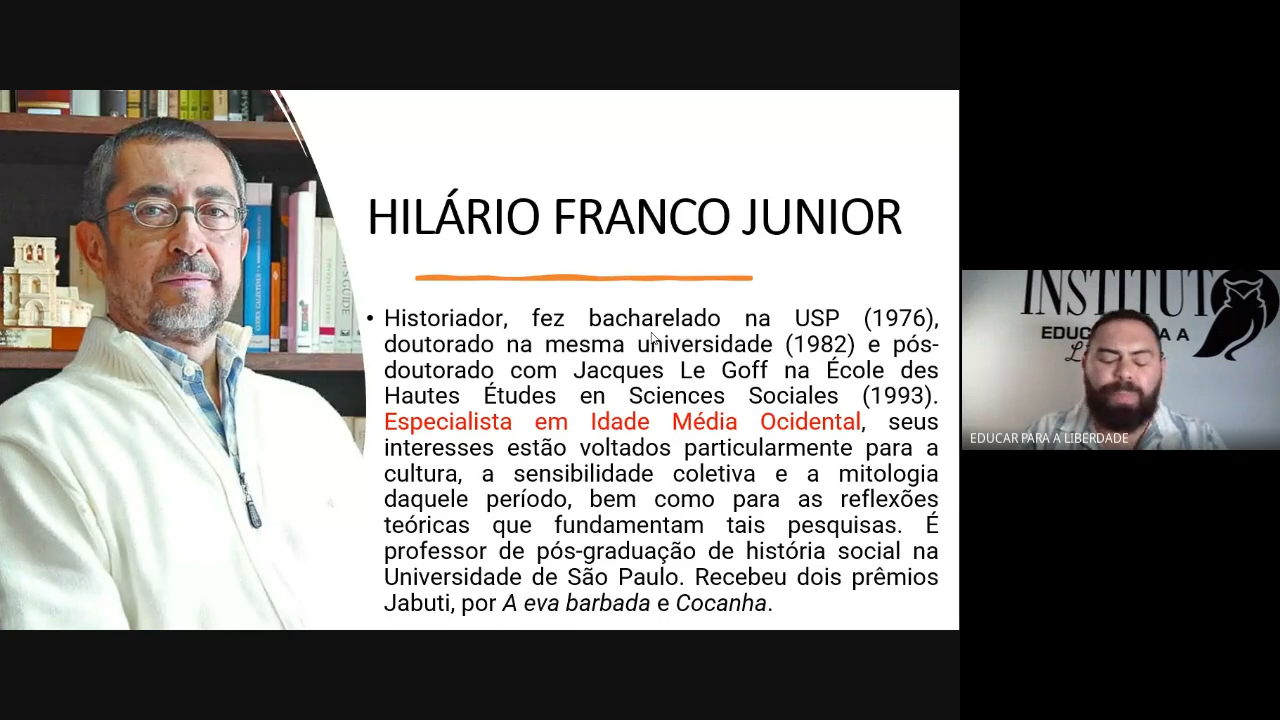 HILÁRIO FRANCO JUNIOR
• Historiador, fez bacharelado na USP (1976),
doutorado na mesma universidade (1982) e pós-
doutorado com Jacques Le Goff na École des
Hautes Études en Sciences Sociales (1993).
Especialista em Idade Média Ocidental, seus
interesses estão voltados particularmente para a
cultura, a sensibilidade coletiva e a mitologia
daquele período, bem como para as reflexões
teóricas que fundamentam tais pesquisas. É
professor de pós-graduação de história social na
Universidade de São Paulo. Recebeu dois prêmios
Jabuti, por A eva barbada e Cocanha.
INSTITUT
EDUC A A
EDUCAR PARA A LIBERDADE